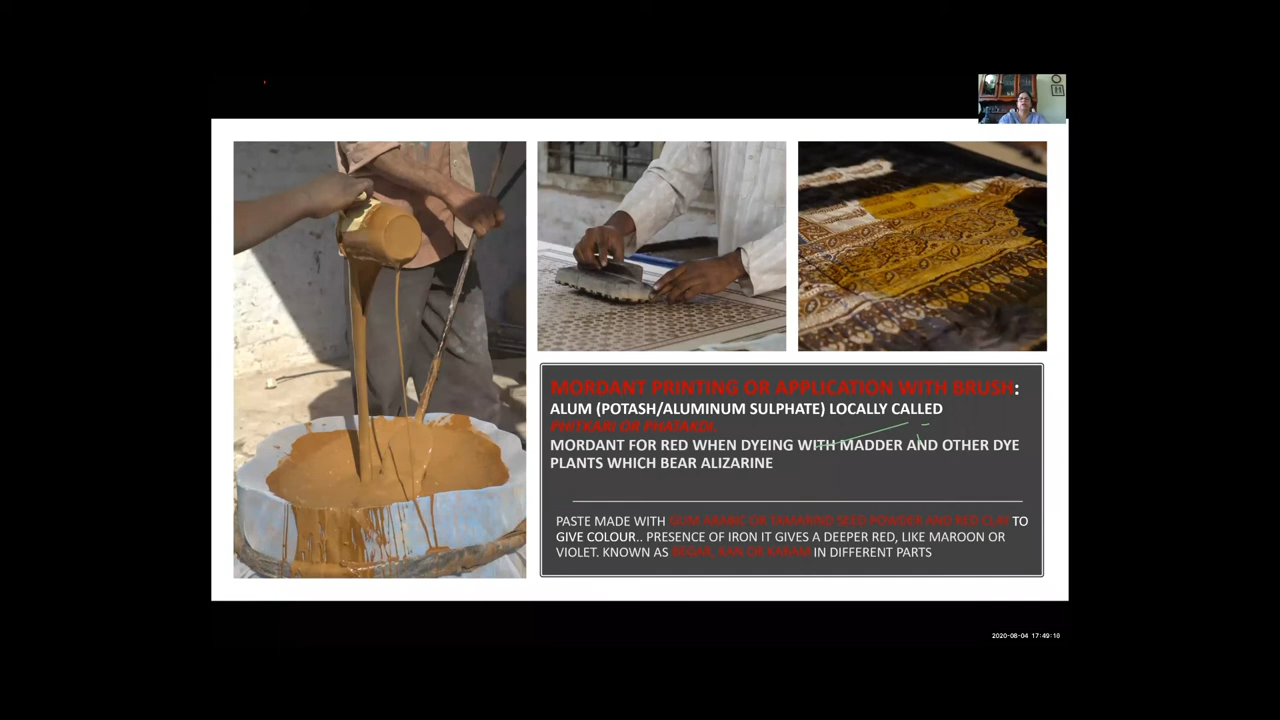 MORDANT PRINTING OR APPLICATION WITH BRUSH:
ALUM (POTASH/ALUMINUM SULPHATE) LOCALLY CALLED
PHITKARI OR PHATAKDI.
MORDANT FOR RED WHEN DYEING WITH MADDER AND OTHER DYE
PLANTS WHICH BEAR ALIZARINE
PASTE MADE WITH GUM ARABIC OR TAMARIND SEED POWDER AND RED CLAY TO
GIVE COLOUR.. PRESENCE OF IRON IT GIVES A DEEPER RED, LIKE MAROON OR
VIOLET. KNOWN AS BEGAR, KAN OR KARAM IN DIFFERENT PARTS
2020-08-04 17:49:10